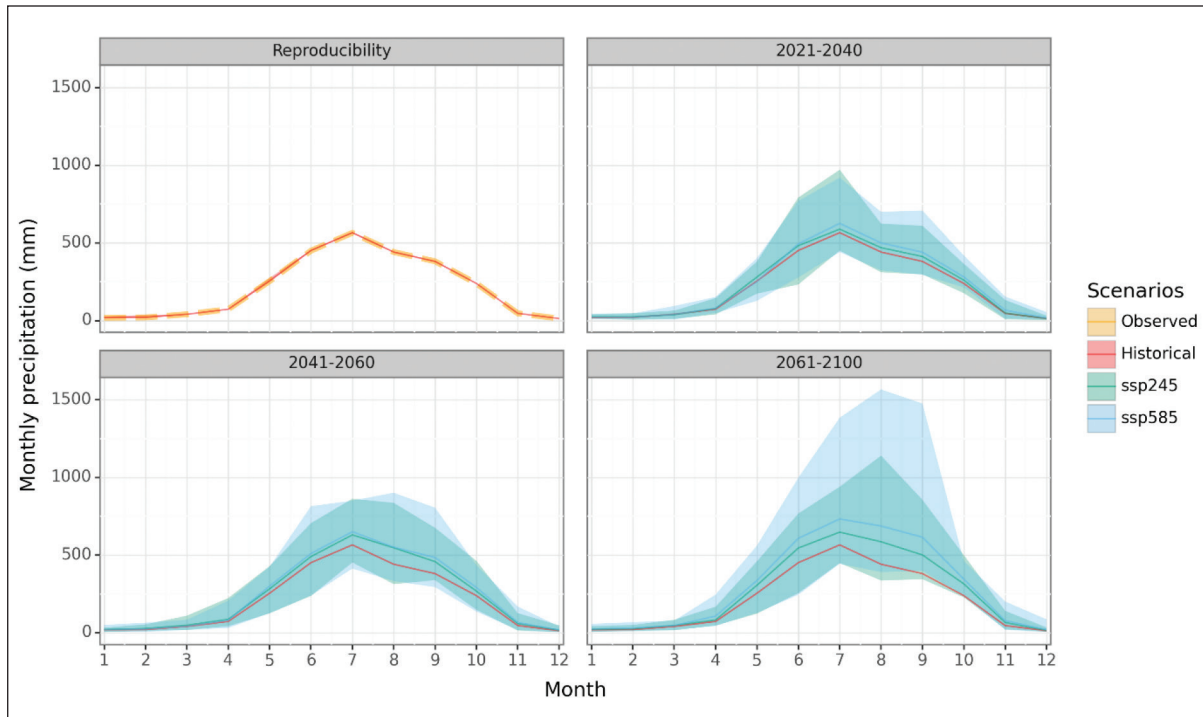 Reproducibility
2021-2040
1500
1000
500
0
Monthly precipitation (mm)
2041-2060
2061-2100
1500
1000
500
0
1 2 3 4 5 6 7 8 9 10 11 12
1 2 3 4 5 6 7 8 9 10 11 12
Month
Scenarios
Observed
Historical
ssp245
ssp585